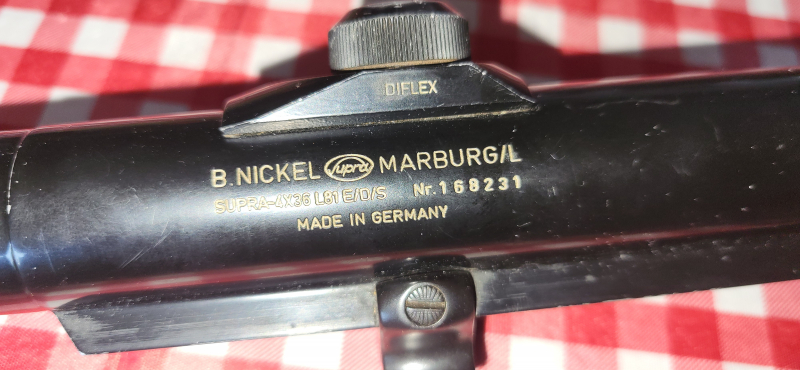 DIFLEX
B.NICKEL Supra MARBURG/L
SUPRA-4X36 L81 E/D/S Nr.168231
MADE IN GERMANY